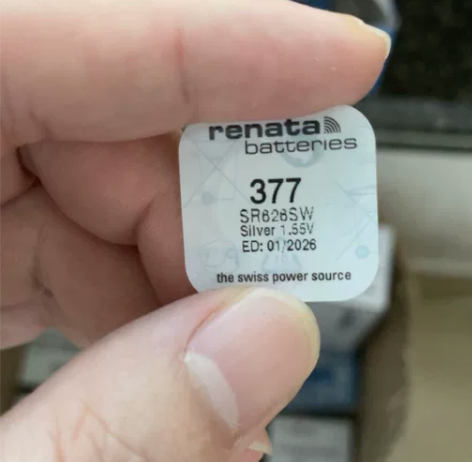 renata
batteries
377
SR626SW
Silver 1.55V
ED: 01/2026
the swiss power source